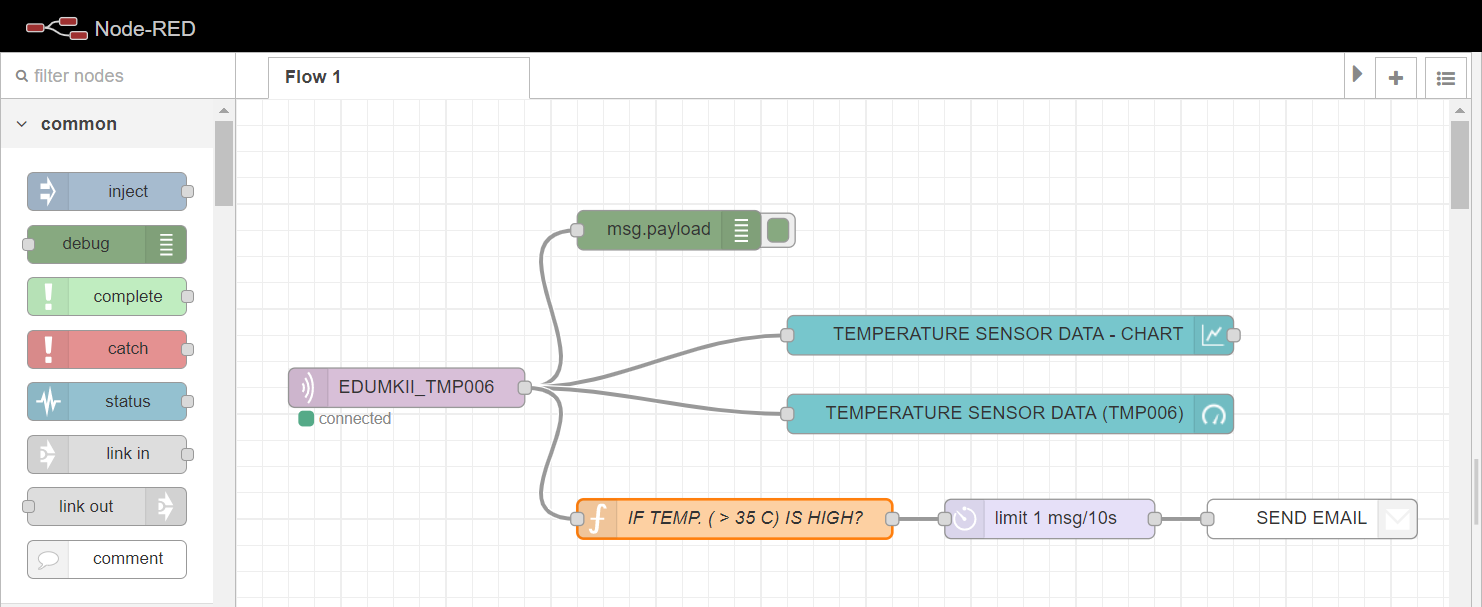 Node-RED
filter nodes
Flow 1
common
inject
debug
complete
catch
status
link in
link out
comment
msg.payload
TEMPERATURE SENSOR DATA - CHART
EDUMKII_TMP006
connected
TEMPERATURE SENSOR DATA (TMP006)
IF TEMP. ( > 35 C) IS HIGH?
limit 1 msg/10s
SEND EMAIL